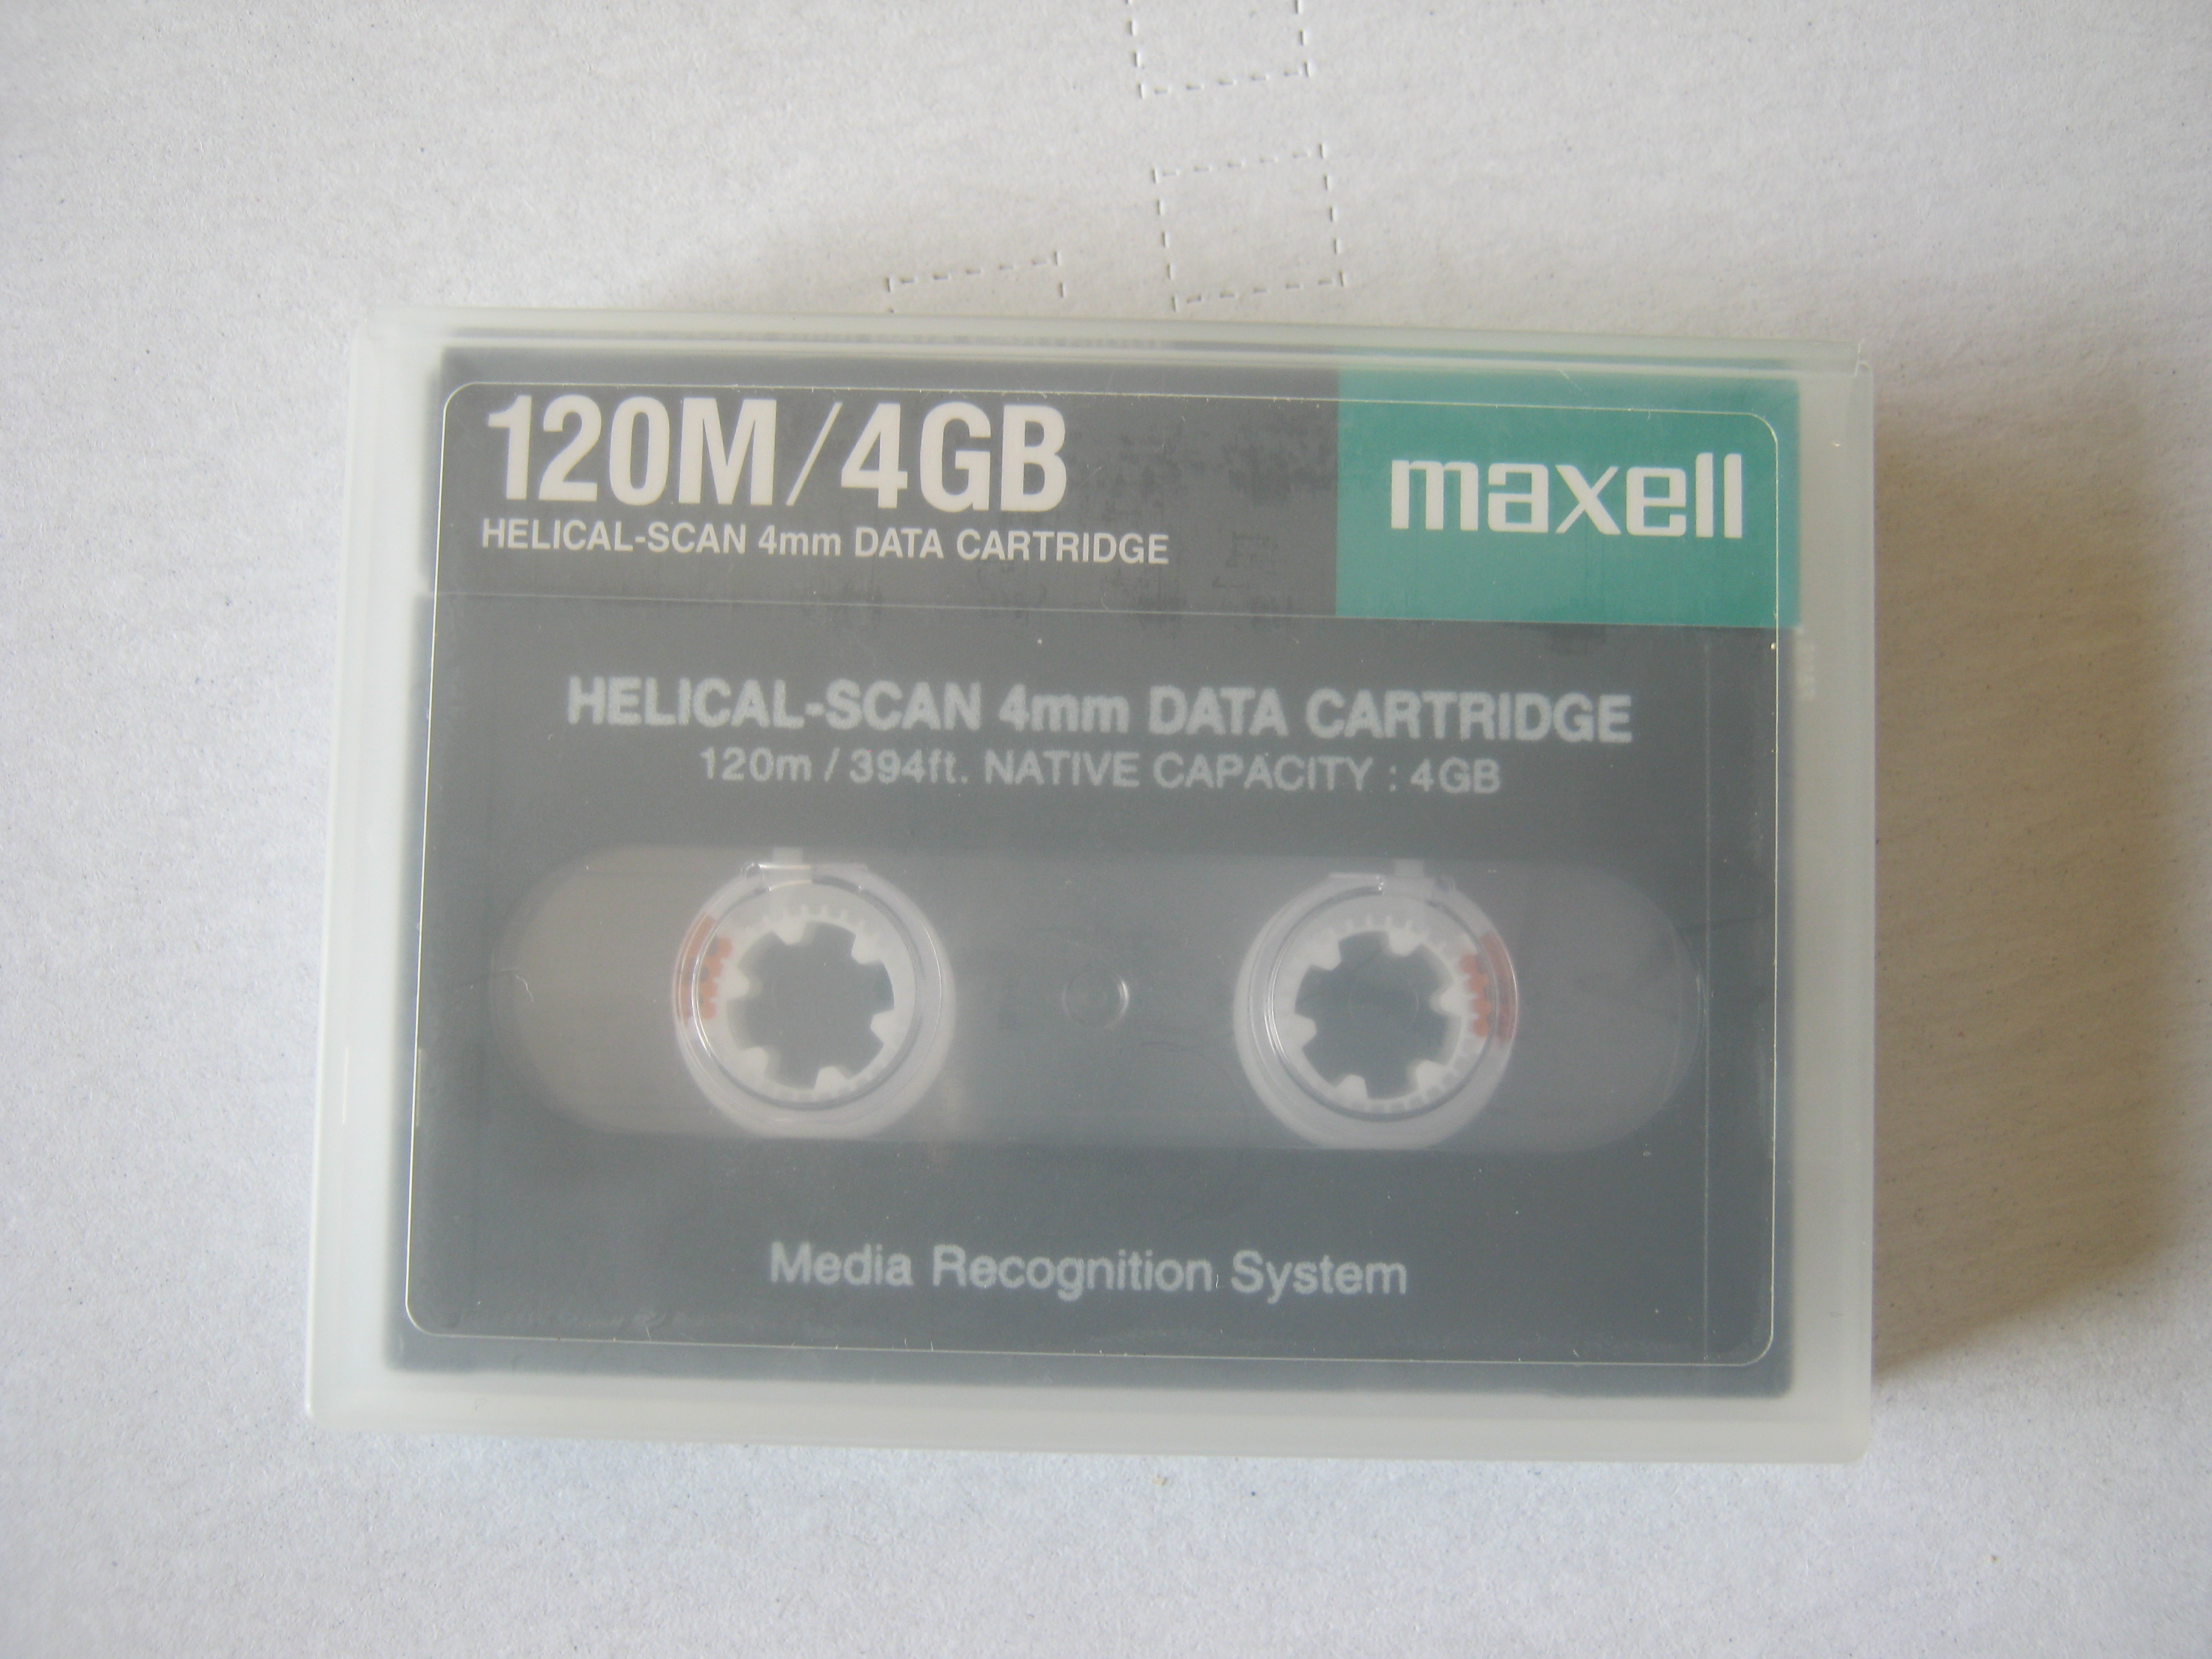 120M/4GB
maxell
HELICAL-SCAN 4mm DATA CARTRIDGE
HELICAL-SCAN 4mm DATA CARTRIDGE
120m / 394ft. NATIVE CAPACITY : 4GB
Media Recognition System